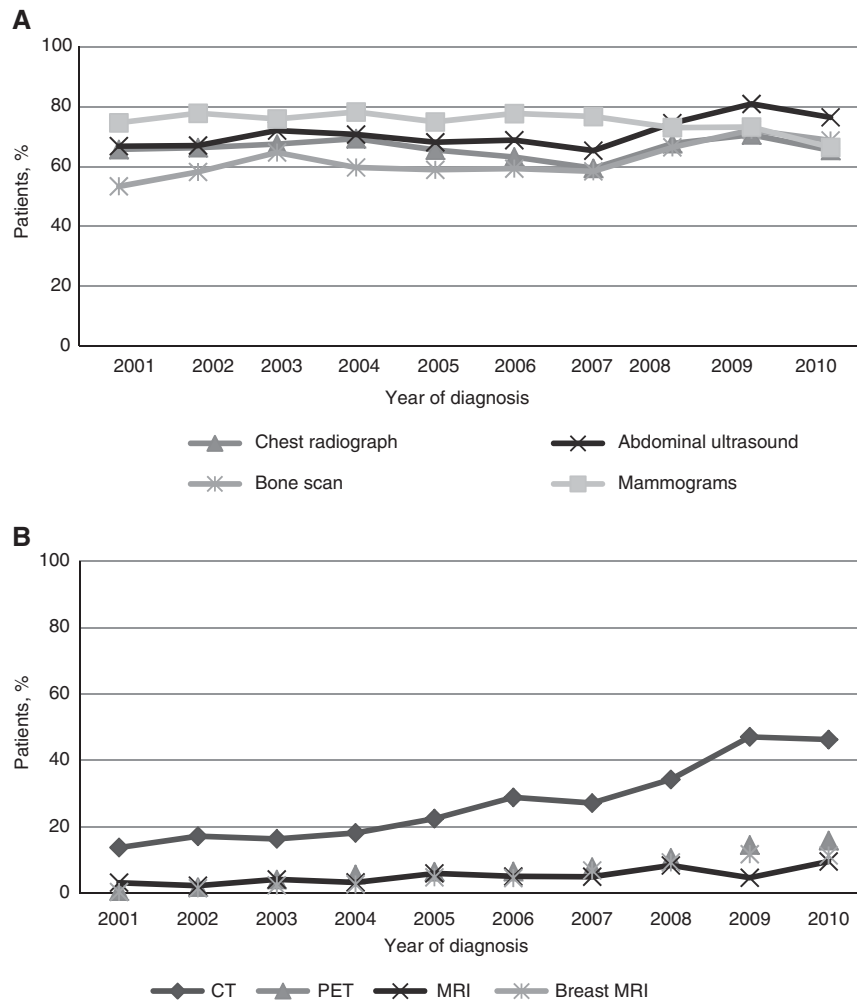 A
100
80
60
40
20
0
Patients, %
2001 2002 2003 2004 2005 2006 2007 2008 2009 2010
Year of diagnosis
Chest radiograph Abdominal ultrasound
Bone scan Mammograms
B
100
80
60
40
20
0
Patients, %
2001 2002 2003 2004 2005 2006 2007 2008 2009 2010
Year of diagnosis
CT PET MRI Breast MRI